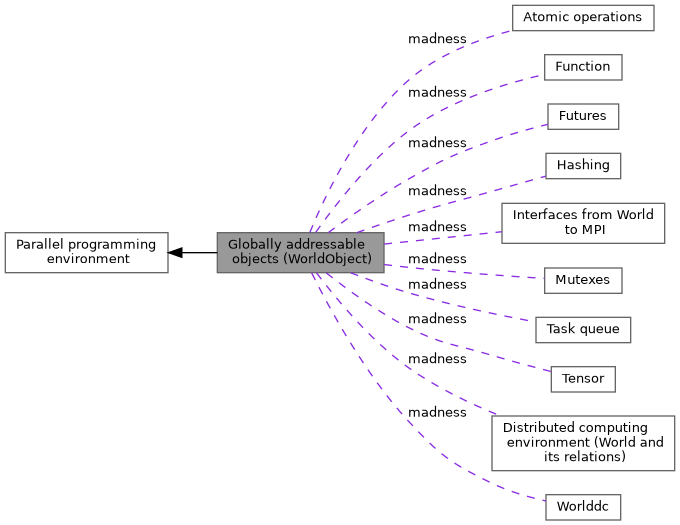 Atomic operations
madness
Function
madness
Futures
madness
Hashing
madness
Interfaces from World
to MPI
madness
Parallel programming
environment
Globally addressable
objects (WorldObject)
madness
Mutexes
madness
Task queue
madness
Tensor
madness
Distributed computing
environment (World and
its relations)
madness
Worlddc